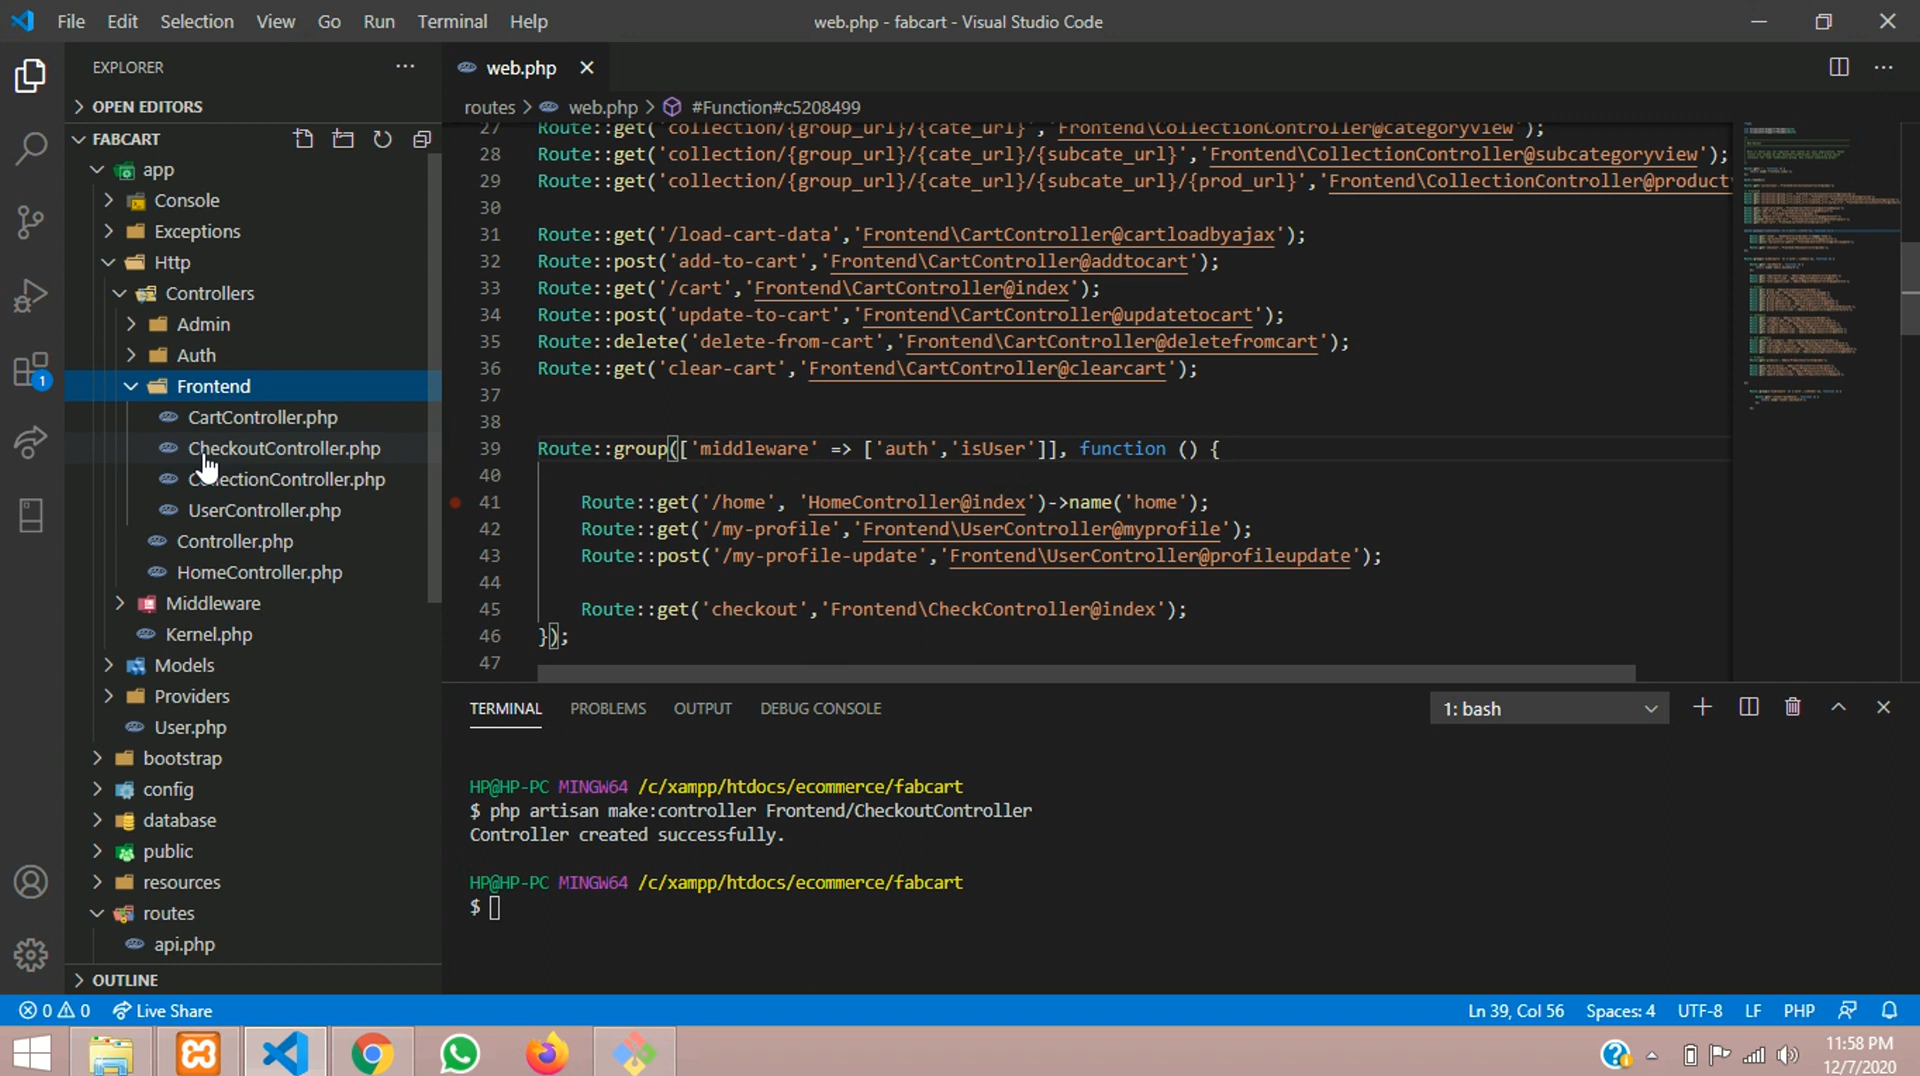 File Edit Selection View Go Run Terminal Help
web.php - fabcart - Visual Studio Code
EXPLORER
OPEN EDITORS
FABCART
app
Console
Exceptions
Http
Controllers
Admin
Auth
Frontend
CartController.php
CheckoutController.php
CollectionController.php
UserController.php
Controller.php
HomeController.php
Middleware
Kernel.php
Models
Providers
User.php
bootstrap
config
database
public
resources
routes
api.php
OUTLINE
1
web.php
routes > web.php > #Function#c5208499
27 Route::get('collection/{group_url}/{cate_url}','Frontend\CollectionController@categoryview');
28 Route::get('collection/{group_url}/{cate_url}/{subcate_url}','Frontend\CollectionController@subcategoryview');
29 Route::get('collection/{group_url}/{cate_url}/{subcate_url}/{prod_url}','Frontend\CollectionController@product
30
31 Route::get('/load-cart-data','Frontend\CartController@cartloadbyajax');
32 Route::post('add-to-cart','Frontend\CartController@addtocart');
33 Route::get('/cart','Frontend\CartController@index');
34 Route::post('update-to-cart','Frontend\CartController@updatetocart');
35 Route::delete('delete-from-cart','Frontend\CartController@deletefromcart');
36 Route::get('clear-cart','Frontend\CartController@clearcart');
37
38
39 Route::group(['middleware' => ['auth','isUser']], function () {
40
41 Route::get('/home', 'HomeController@index')->name('home');
42 Route::get('/my-profile','Frontend\UserController@myprofile');
43 Route::post('/my-profile-update','Frontend\UserController@profileupdate');
44
45 Route::get('checkout','Frontend\CheckController@index');
46 });
47
TERMINAL PROBLEMS OUTPUT DEBUG CONSOLE
1: bash
HP@HP-PC MINGW64 /c/xampp/htdocs/ecommerce/fabcart
$ php artisan make:controller Frontend/CheckoutController
Controller created successfully.
HP@HP-PC MINGW64 /c/xampp/htdocs/ecommerce/fabcart
$
0 0 Live Share
Ln 39, Col 56 Spaces: 4 UTF-8 LF PHP
11:58 PM
12/7/2020